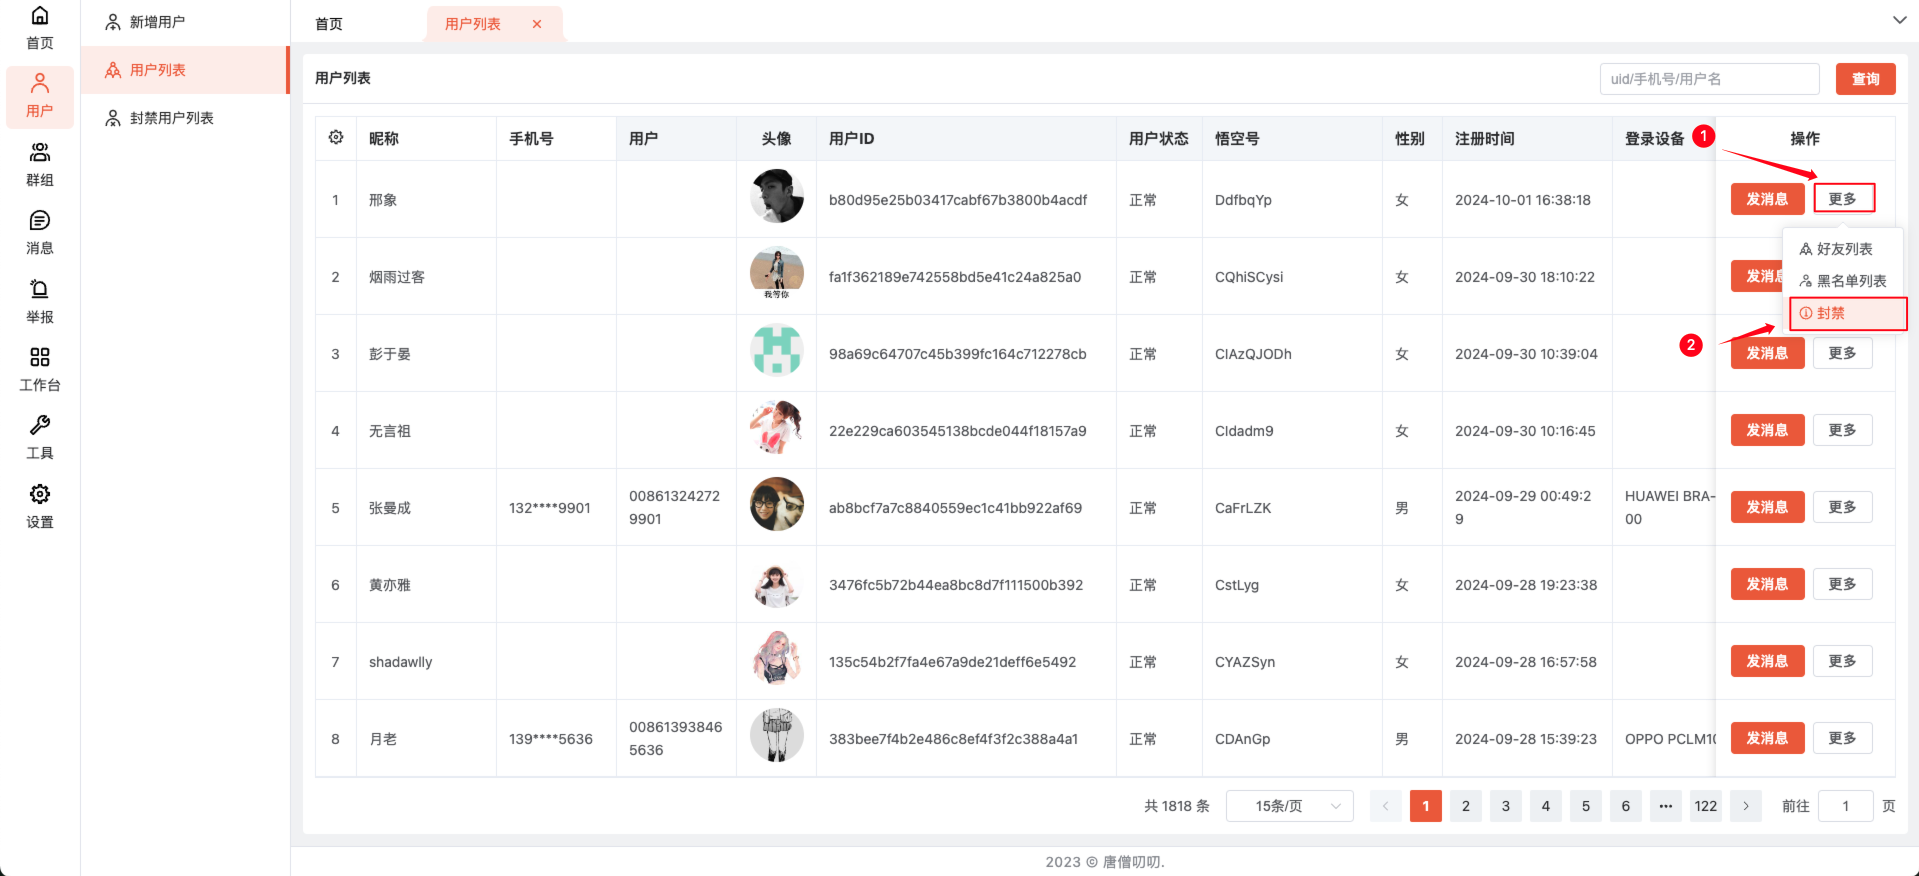 首页
用户
群组
消息
举报
工作台
工具
设置
新增用户
用户列表
封禁用户列表
首页
用户列表
用户列表
uid/手机号/用户名
查询
昵称 手机号 用户 头像 用户ID 用户状态 悟空号 性别 注册时间 登录设备 1 操作
1 邢象 b80d95e25b03417cabf67b3800b4acdf 正常 DdfbqYp 女 2024-10-01 16:38:18 发消息 更多
好友列表
黑名单列表
封禁
2
2 烟雨过客 我等你 fa1f362189e742558bd5e41c24a825a0 正常 CQhiSCysi 女 2024-09-30 18:10:22 发消息
3 彭于晏 98a69c64707c45b399fc164c712278cb 正常 ClAzQJODh 女 2024-09-30 10:39:04 发消息 更多
4 无言祖 22e229ca603545138bcde044f18157a9 正常 Cldadm9 女 2024-09-30 10:16:45 发消息 更多
5 张曼成 132****9901 00861324272
9901 ab8bcf7a7c8840559ec1c41bb922af69 正常 CaFrLZK 男 2024-09-29 00:49:2
9 HUAWEI BRA-
00 发消息 更多
6 黄亦雅 3476fc5b72b44ea8bc8d7f111500b392 正常 CstLyg 女 2024-09-28 19:23:38 发消息 更多
7 shadawlly 135c54b2f7fa4e67a9de21deff6e5492 正常 CYAZSyn 女 2024-09-28 16:57:58 发消息 更多
8 月老 139****5636 00861393846
5636 383bee7f4b2e486c8ef4f3f2c388a4a1 正常 CDAnGp 男 2024-09-28 15:39:23 OPPO PCLM10 发消息 更多
共 1818 条 15条/页 1 2 3 4 5 6 ••• 122 前往 1 页
2023 © 唐僧叨叨.